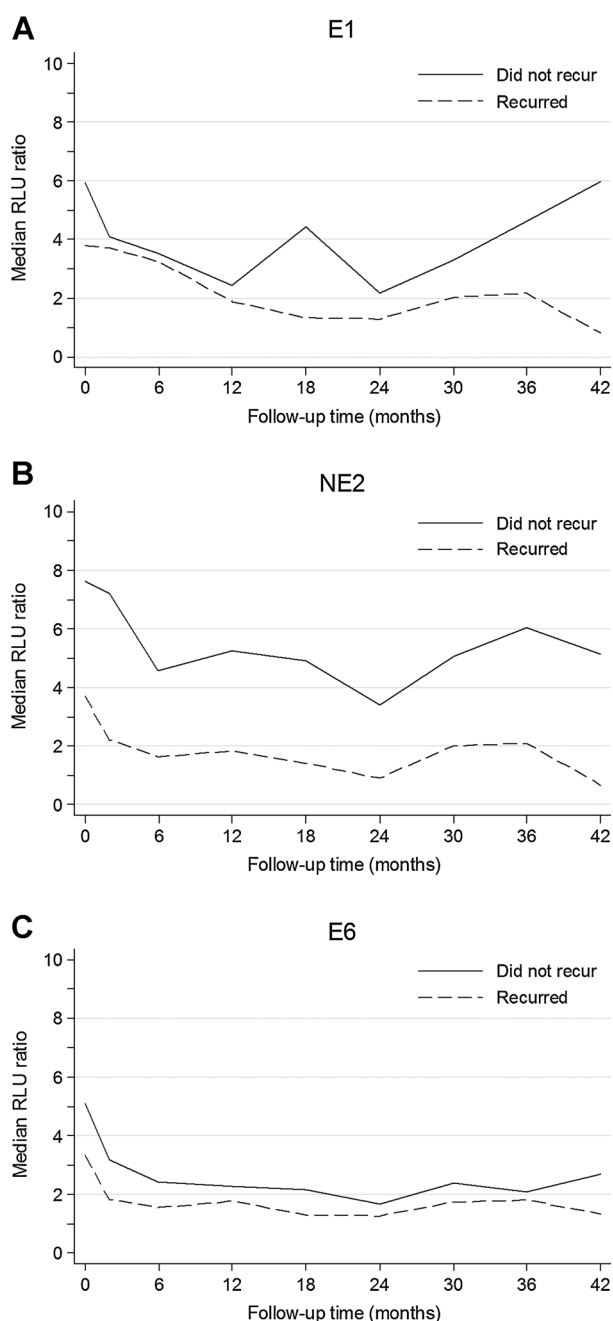 A
E1
Did not recur
Recurred
Median RLU ratio
10
8
6
4
2
0
0 6 12 18 24 30 36 42
Follow-up time (months)
B
NE2
Did not recur
Recurred
Median RLU ratio
10
8
6
4
2
0
0 6 12 18 24 30 36 42
Follow-up time (months)
C
E6
Did not recur
Recurred
Median RLU ratio
10
8
6
4
2
0
0 6 12 18 24 30 36 42
Follow-up time (months)